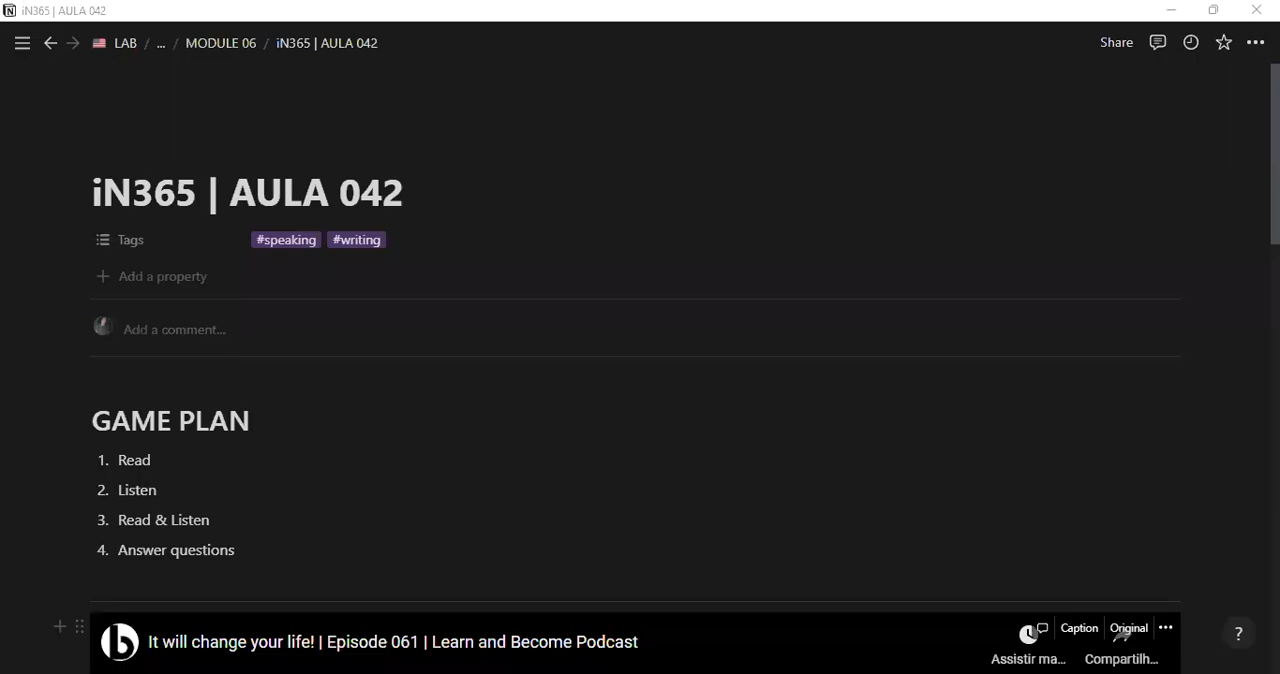 iN365 | AULA 042
LAB / ... / MODULE 06 / iN365 | AULA 042
Share
iN365 | AULA 042
Tags #speaking #writing
Add a property
Add a comment...
GAME PLAN
1. Read
2. Listen
3. Read & Listen
4. Answer questions
It will change your life! | Episode 061 | Learn and Become Podcast
Caption Original
Assistir ma... Compartilh...
?